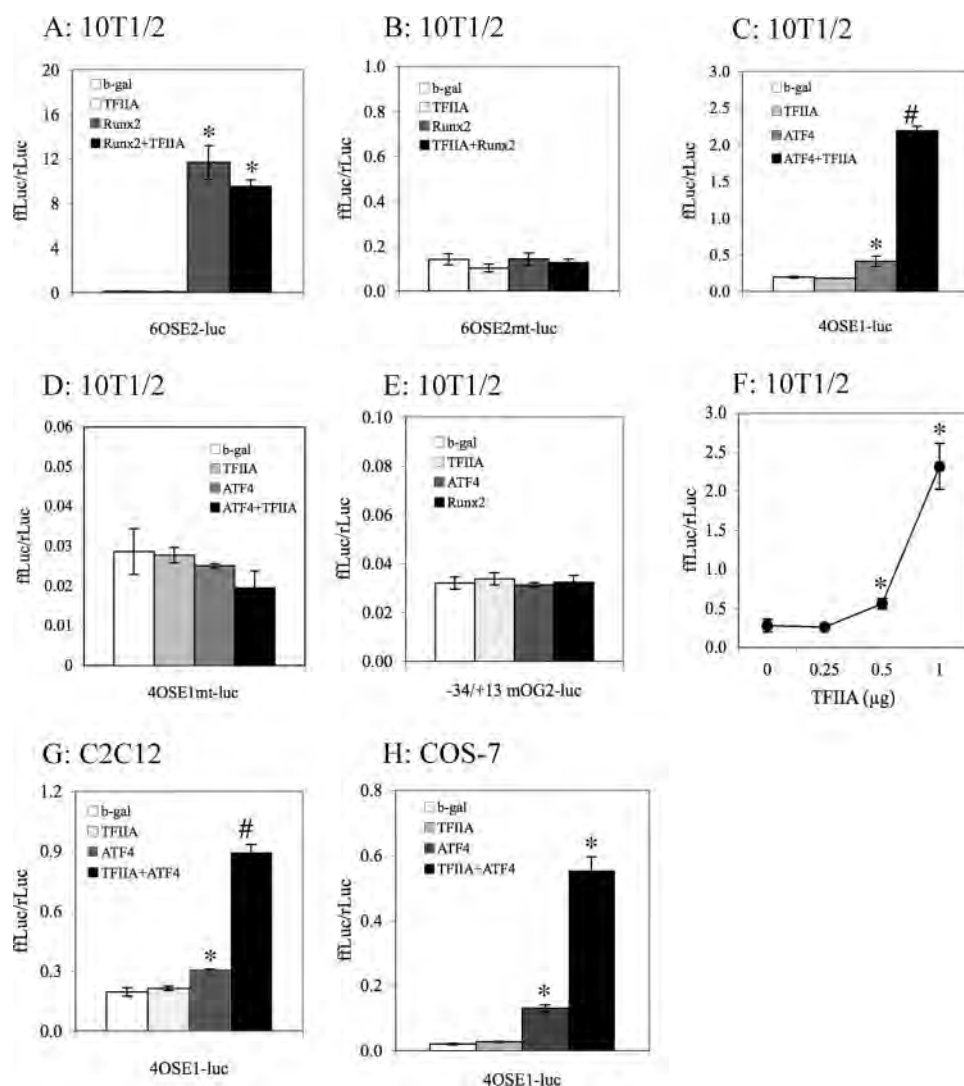 A: 10T1/2
20
16
12
8
4
0
ffLuc/rLuc
b-gal
TFIIA
Runx2
Runx2+TFIIA
*
*
6OSE2-luc
B: 10T1/2
1.0
0.8
0.6
0.4
0.2
0.0
ffLuc/rLuc
b-gal
TFIIA
Runx2
TFIIA+Runx2
6OSE2mt-luc
C: 10T1/2
3.0
2.5
2.0
1.5
1.0
0.5
0.0
ffLuc/rLuc
b-gal
TFIIA
ATF4
ATF4+TFIIA
*
#
4OSE1-luc
D: 10T1/2
0.06
0.05
0.04
0.03
0.02
0.01
0
ffLuc/rLuc
b-gal
TFIIA
ATF4
ATF4+TFIIA
4OSE1mt-luc
E: 10T1/2
0.10
0.08
0.06
0.04
0.02
0.00
ffLuc/rLuc
b-gal
TFIIA
ATF4
Runx2
-34/+13 mOG2-luc
F: 10T1/2
3.0
2.5
2.0
1.5
1.0
0.5
0.0
ffLuc/rLuc
*
*
0 0.25 0.5 1
TFIIA (µg)
G: C2C12
1.2
0.9
0.6
0.3
0.0
ffLuc/rLuc
b-gal
TFIIA
ATF4
TFIIA+ATF4
*
#
4OSE1-luc
H: COS-7
0.8
0.6
0.4
0.2
0.0
ffLuc/rLuc
b-gal
TFIIA
ATF4
TFIIA+ATF4
*
*
4OSE1-luc